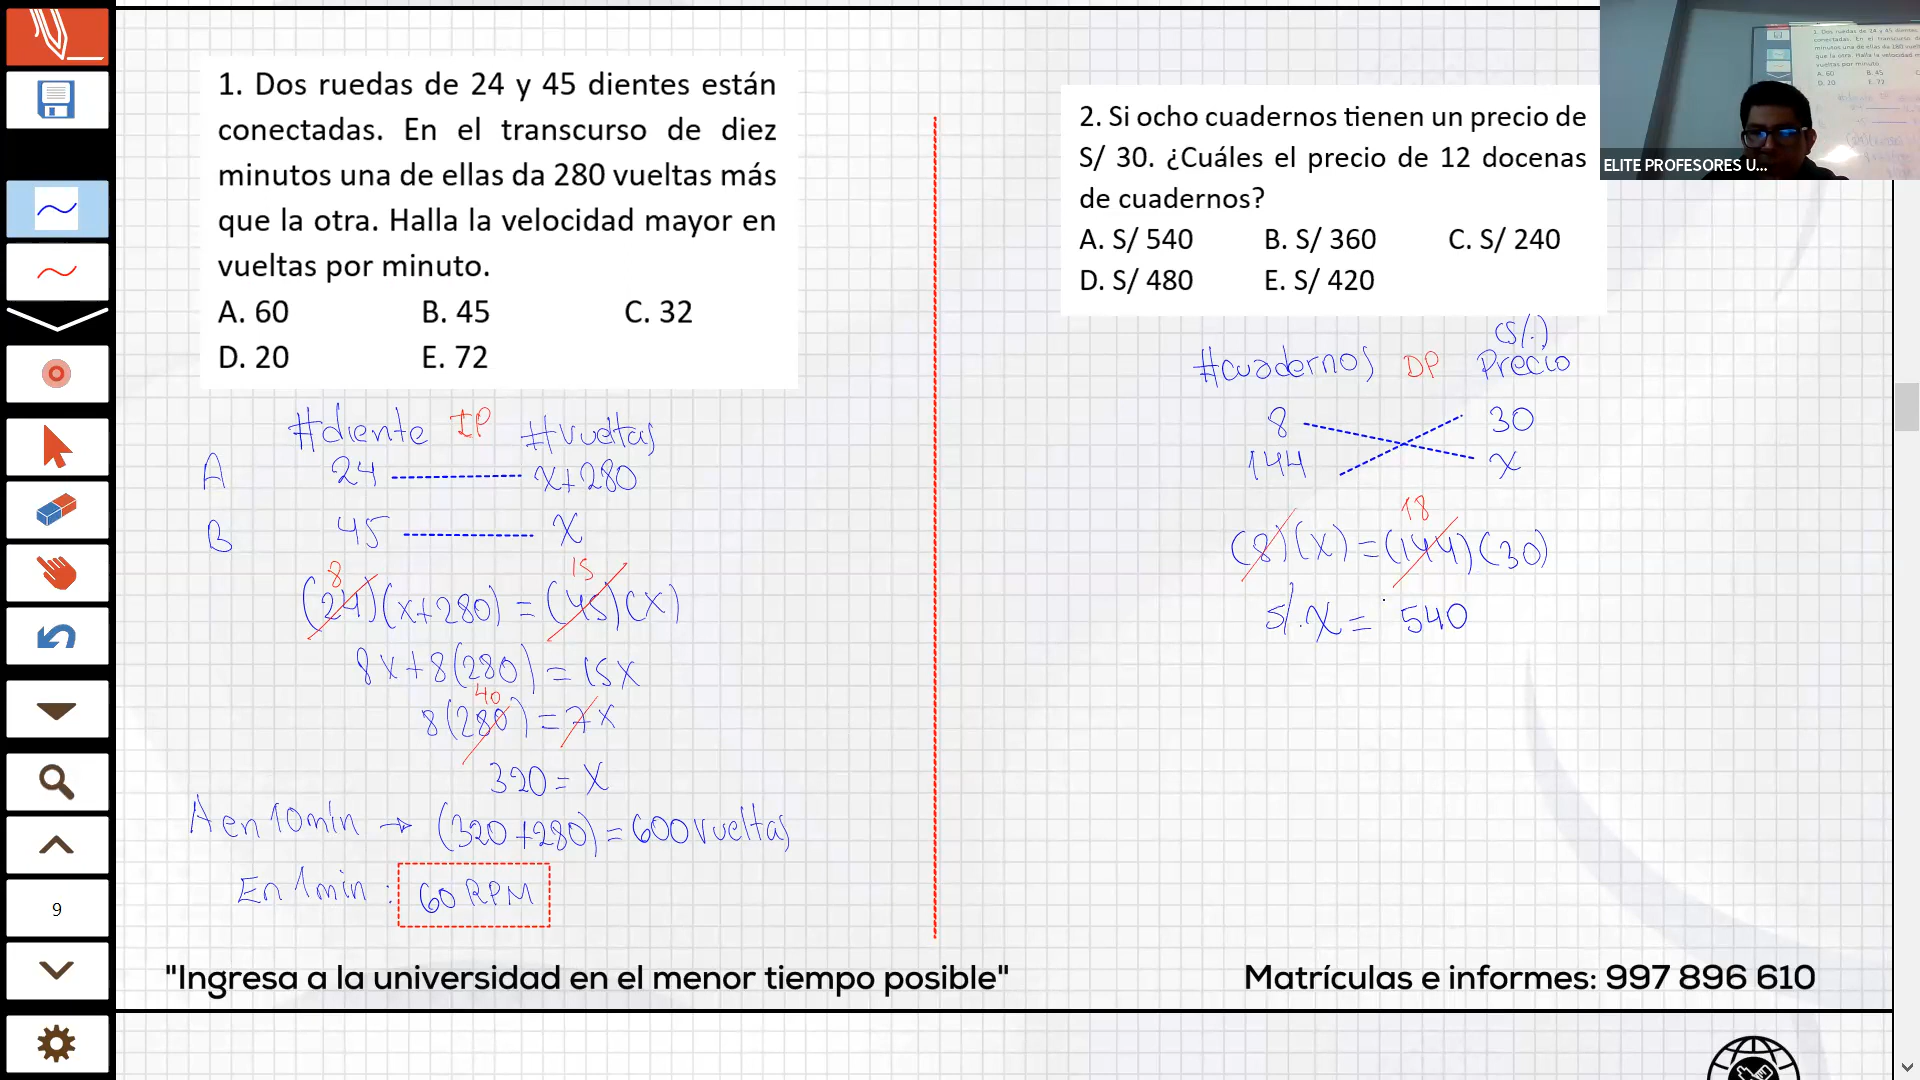 1. Dos ruedas de 24 y 45 dientes están
conectadas. En el transcurso de diez
minutos una de ellas da 280 vueltas más
que la otra. Halla la velocidad mayor en
vueltas por minuto.
A. 60 B. 45 C. 32
D. 20 E. 72
#diente IP #vueltas
A 24 x+280
B 45 x
8 15
(24)(x+280) = (45)(x)
8x+8(280) = 15x
40
8(280) = 7x
320 = x
A en 10min → (320+280) = 600 vueltas
En 1min : 60 RPM
2. Si ocho cuadernos tienen un precio de
S/ 30. ¿Cuáles el precio de 12 docenas
de cuadernos?
A. S/ 540 B. S/ 360 C. S/ 240
D. S/ 480 E. S/ 420
(S/.)
#cuadernos DP Precio
8 30
144 x
18
(8)(x) = (144)(30)
S/. x = 540
ELITE PROFESORES U...
9
"Ingresa a la universidad en el menor tiempo posible"
Matrículas e informes: 997 896 610